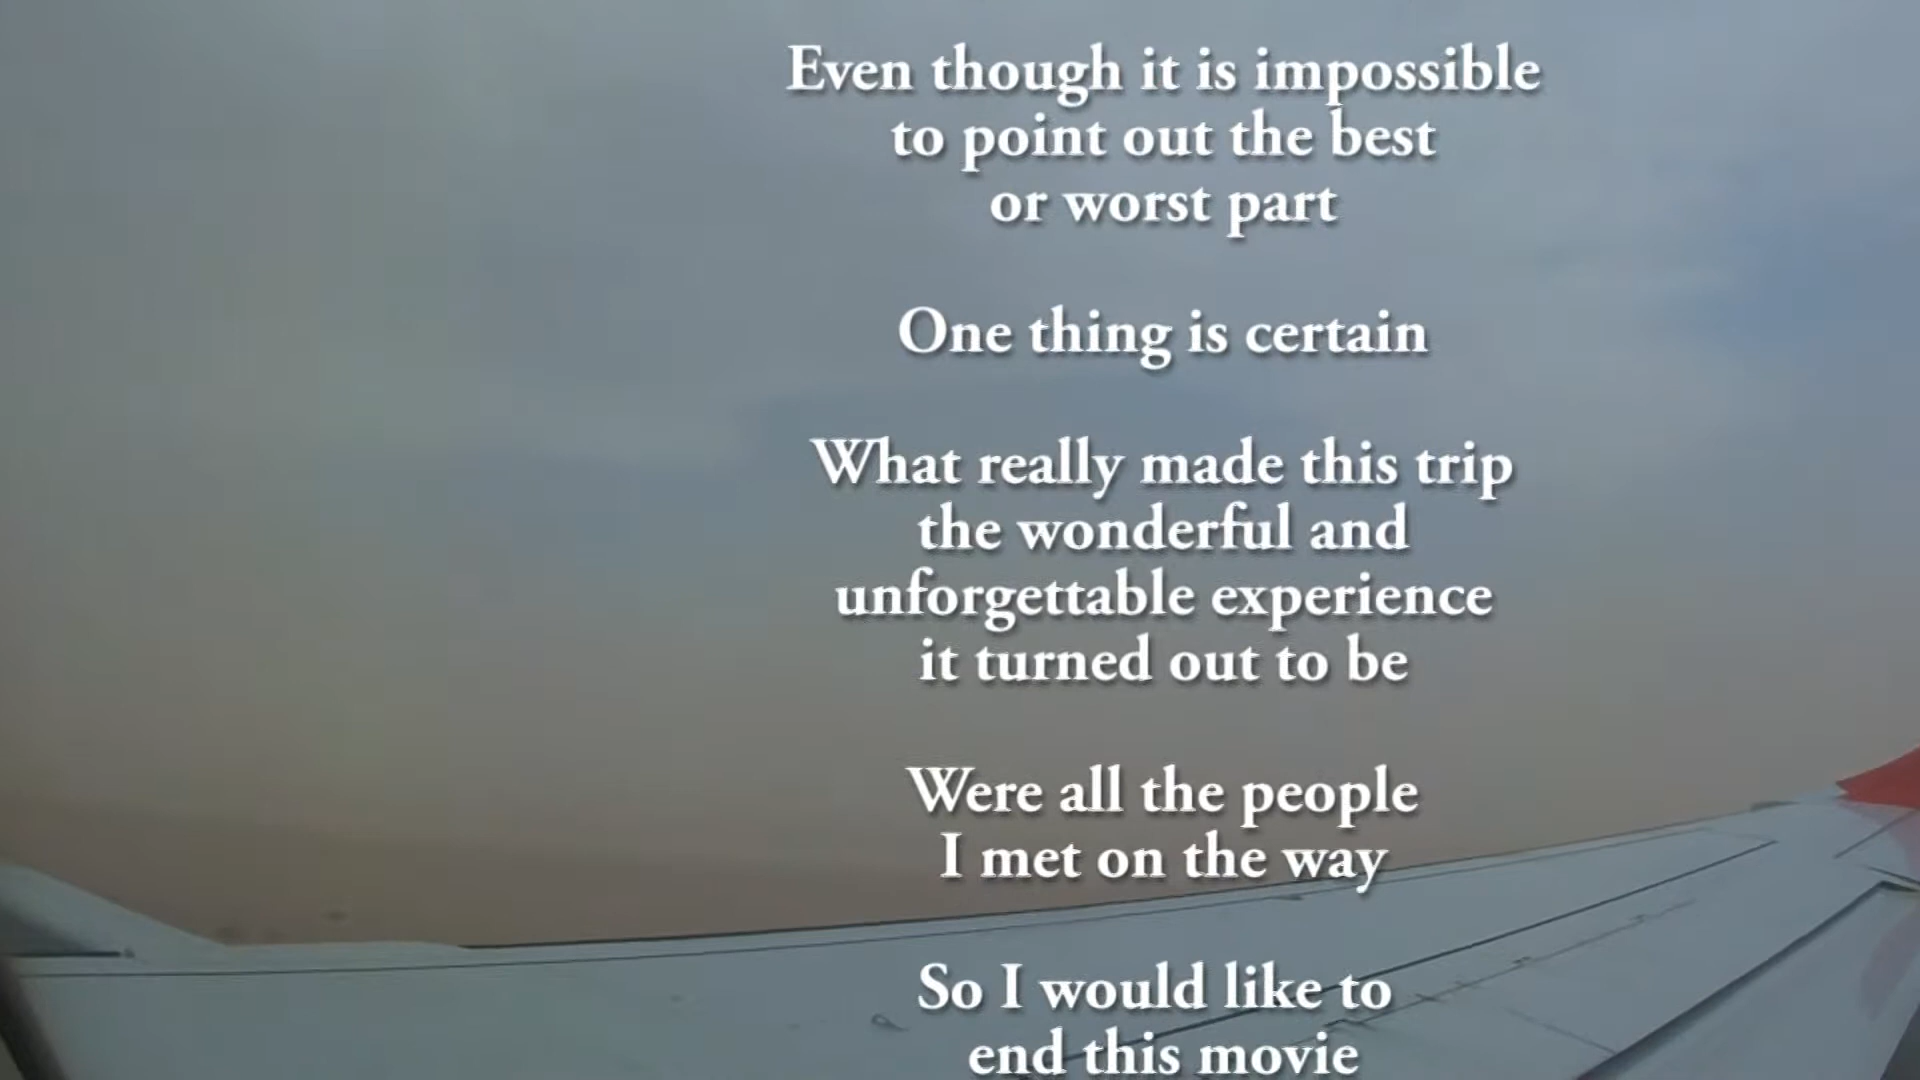 Even though it is impossible
to point out the best
or worst part
One thing is certain
What really made this trip
the wonderful and
unforgettable experience
it turned out to be
Were all the people
I met on the way
So I would like to
end this movie